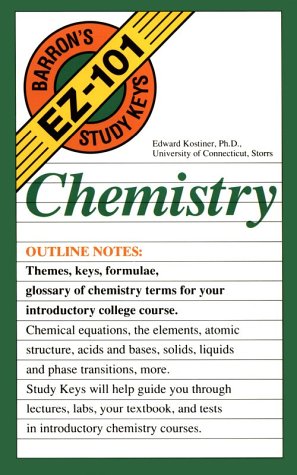 BARRON'S
EZ-101
STUDY KEYS
Edward Kostiner, Ph.D.,
University of Connecticut, Storrs
Chemistry
OUTLINE NOTES:
Themes, keys, formulae,
glossary of chemistry terms for your
introductory college course.
Chemical equations, the elements, atomic
structure, acids and bases, solids, liquids
and phase transitions, more.
Study Keys will help guide you through
lectures, labs, your textbook, and tests
in introductory chemistry courses.